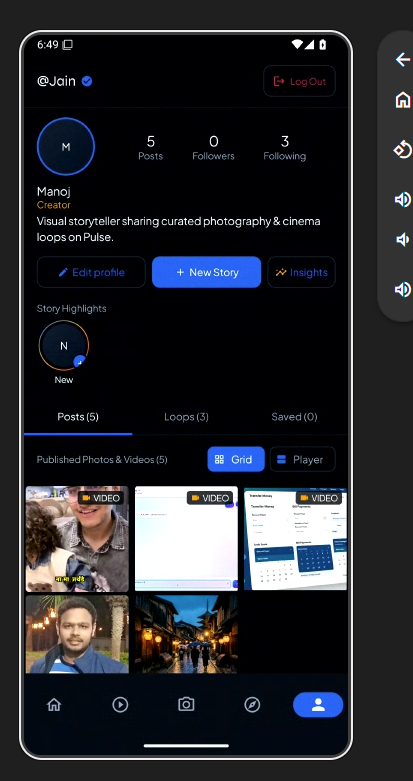 6:49
@Jain
Log Out
M
5
0
3
Posts
Followers
Following
Manoj
Creator
Visual storyteller sharing curated photography & cinema
loops on Pulse.
Edit profile
+ New Story
Insights
Story Highlights
N
+
New
Posts (5)
Loops (3)
Saved (0)
Published Photos & Videos (5)
Grid
Player
VIDEO
VIDEO
VIDEO
Transfer Money